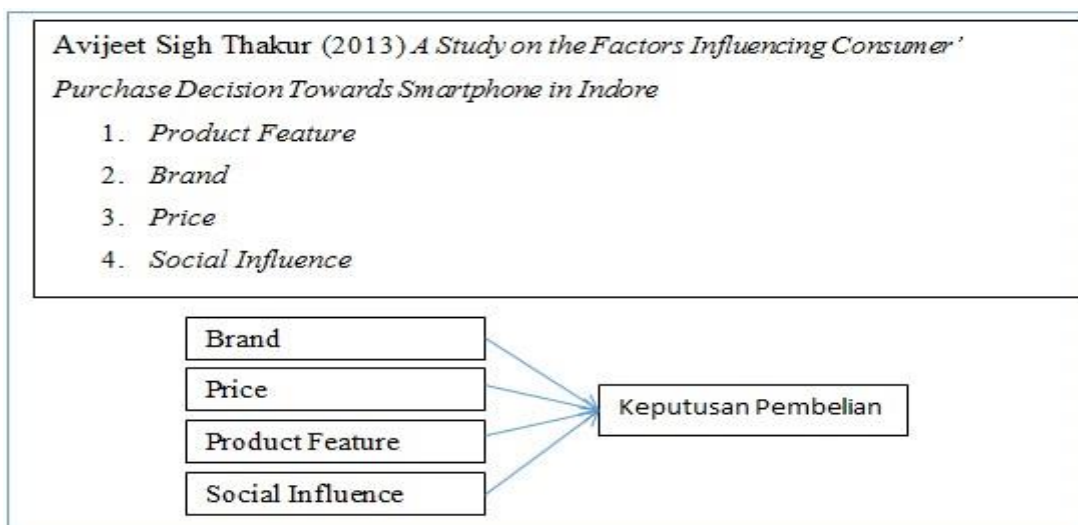 Avijeet Sigh Thakur (2013) A Study on the Factors Influencing Consumer’
Purchase Decision Towards Smartphone in Indore
1. Product Feature
2. Brand
3. Price
4. Social Influence
Brand
Price
Product Feature
Social Influence
Keputusan Pembelian